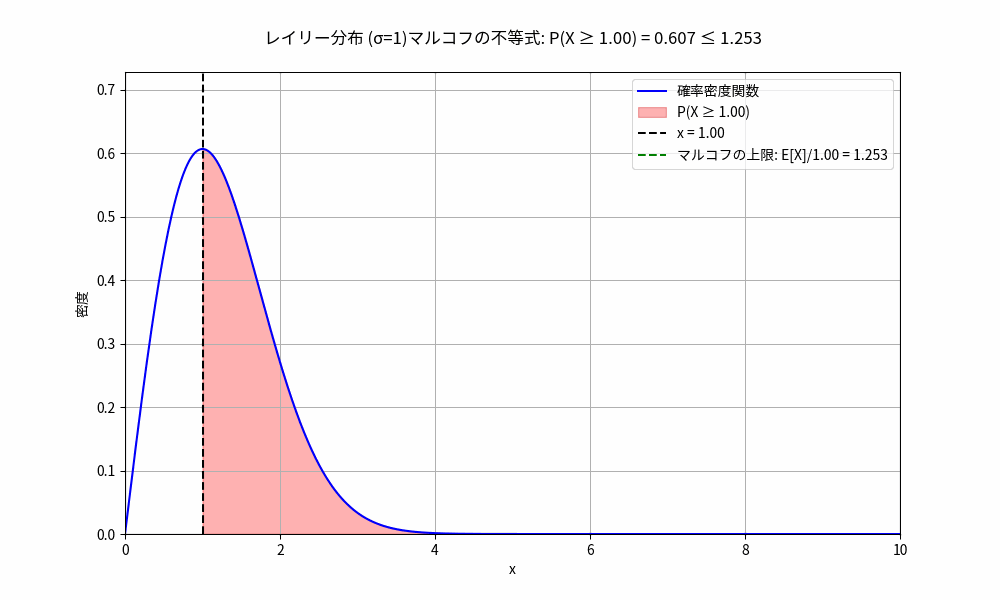 レイリー分布 (σ=1)マルコフの不等式: P(X ≥ 1.00) = 0.607 ≤ 1.253
確率密度関数
P(X ≥ 1.00)
x = 1.00
マルコフの上限: E[X]/1.00 = 1.253
密度
0.7
0.6
0.5
0.4
0.3
0.2
0.1
0.0
0 2 4 6 8 10
x